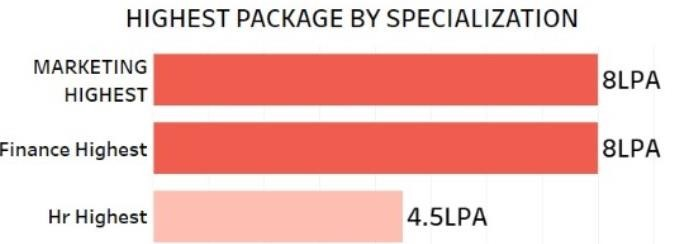 HIGHEST PACKAGE BY SPECIALIZATION
MARKETING
HIGHEST
8LPA
Finance Highest
8LPA
Hr Highest
4.5LPA